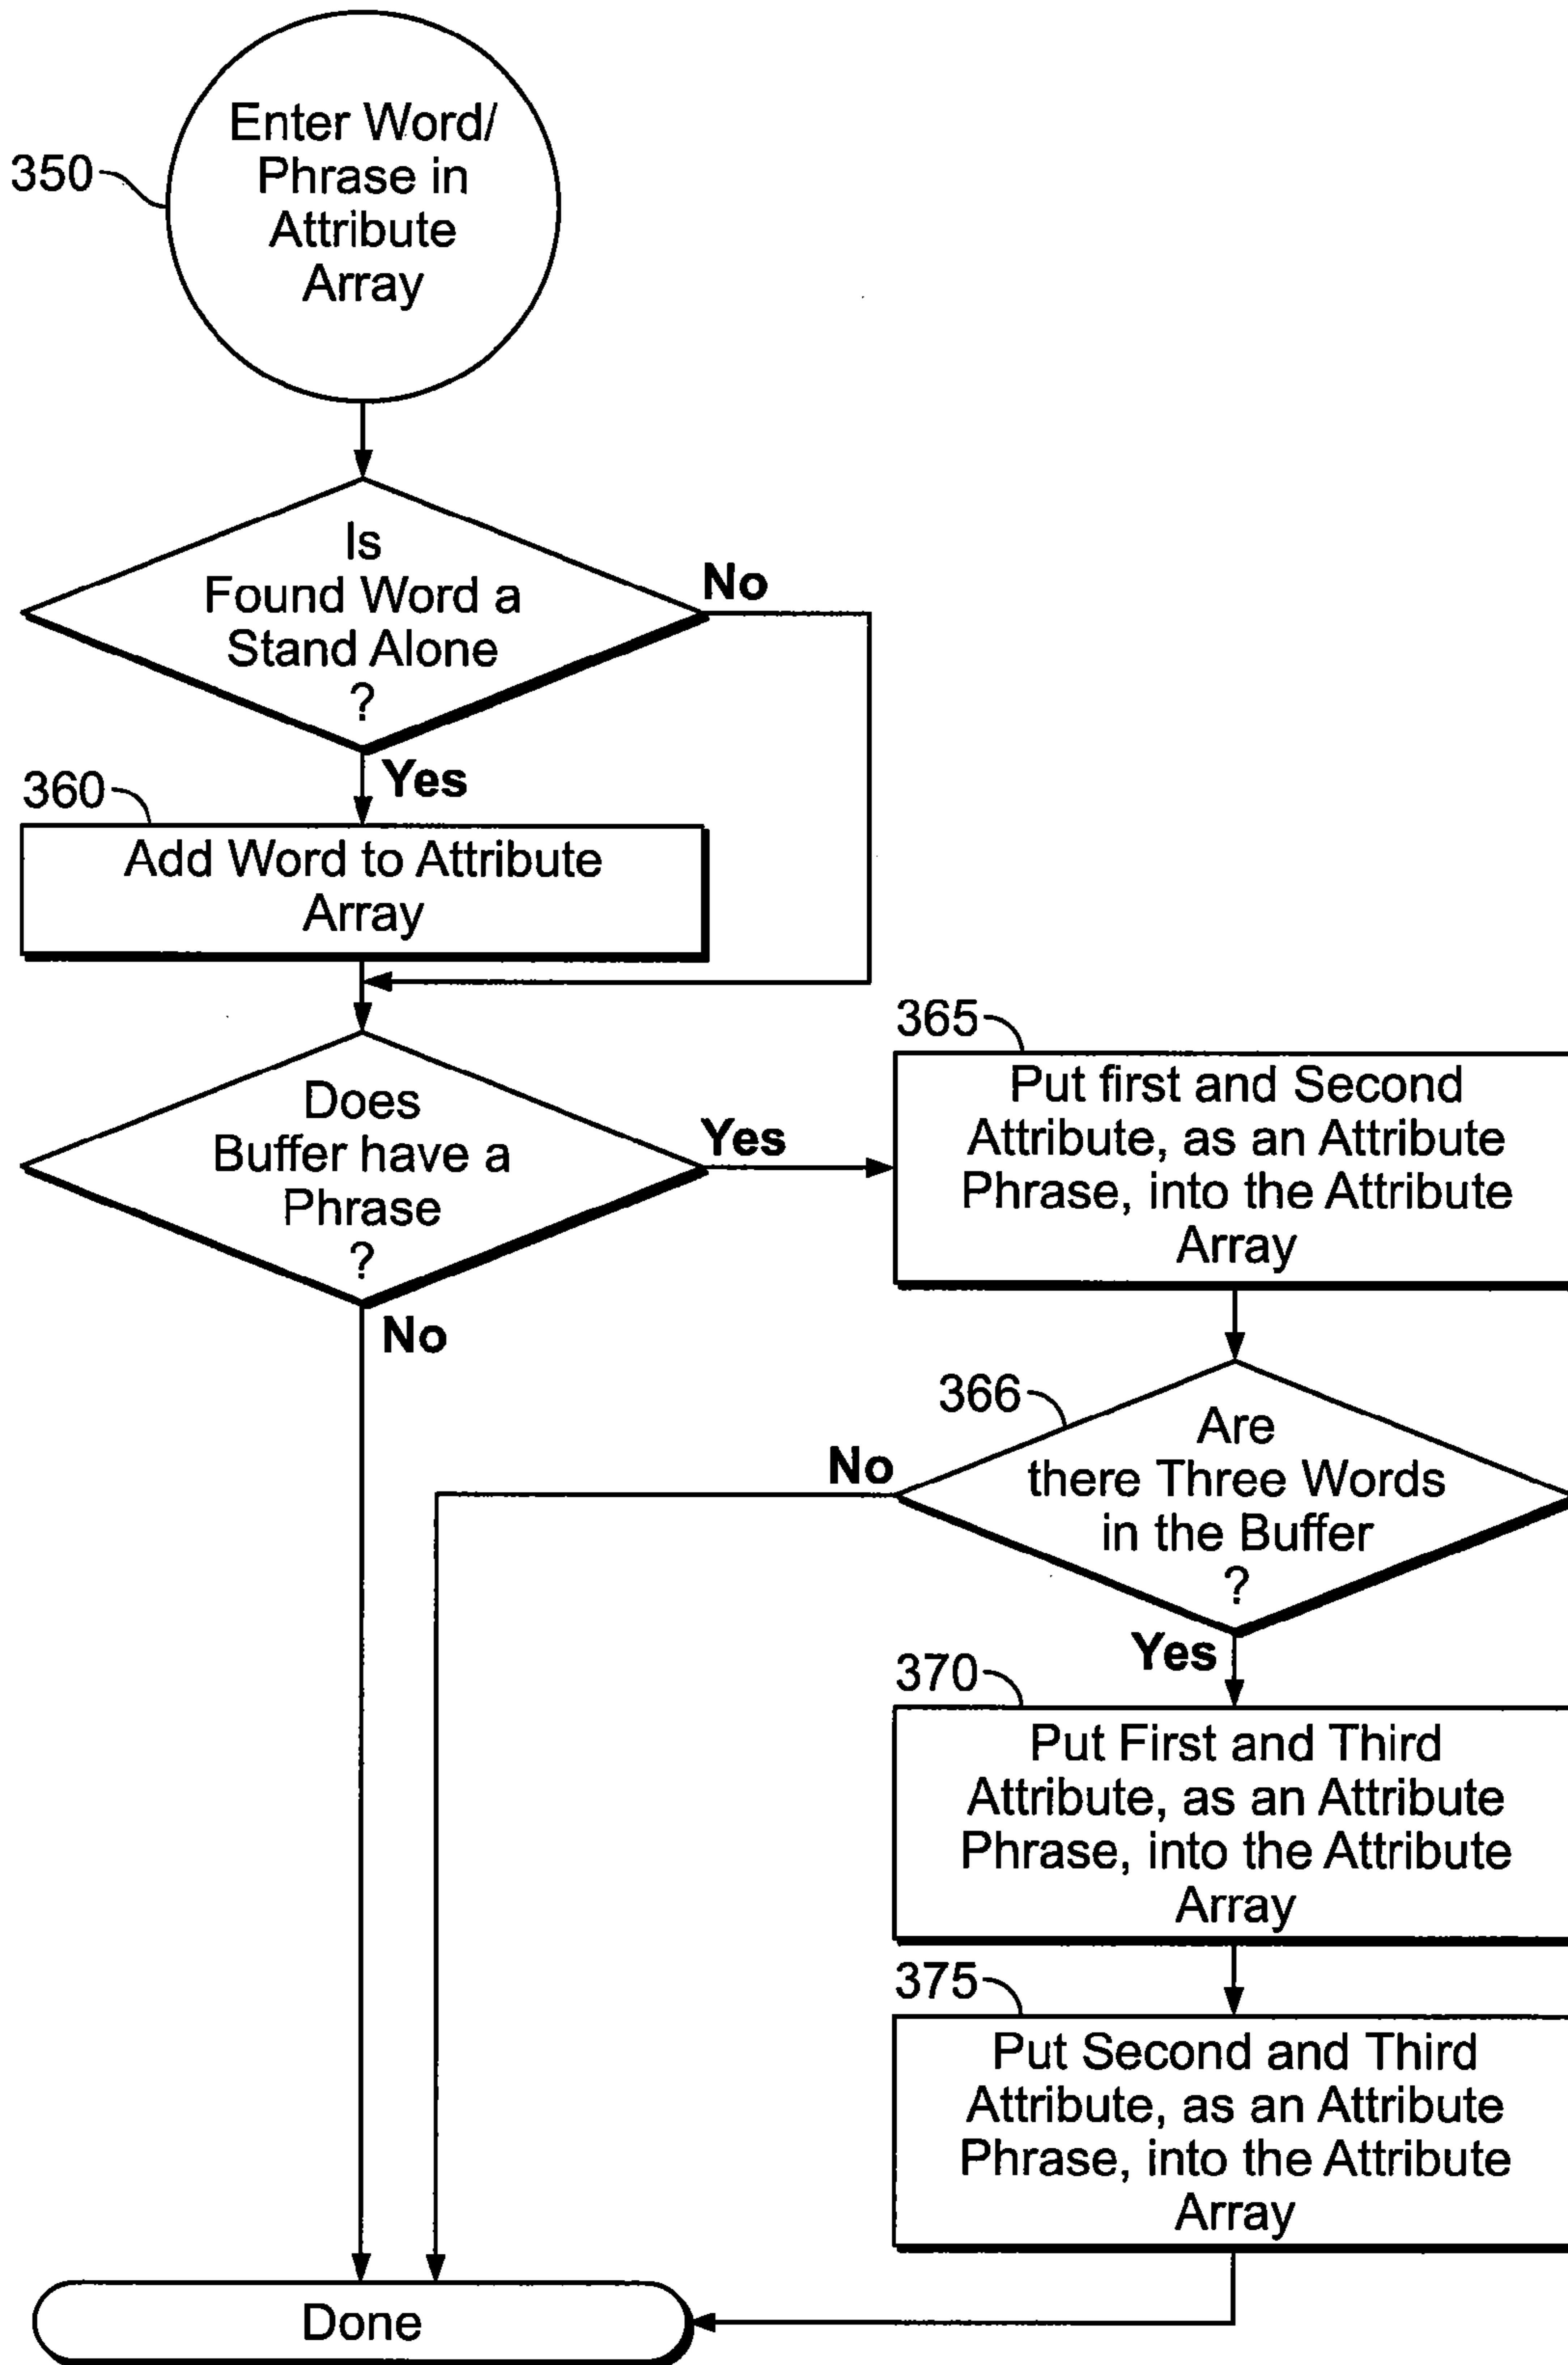 350
Enter Word/
Phrase in
Attribute
Array
Is
Found Word a
Stand Alone
?
No
Yes
360
Add Word to Attribute
Array
Does
Buffer have a
Phrase
?
Yes
No
365
Put first and Second
Attribute, as an Attribute
Phrase, into the Attribute
Array
366
Are
there Three Words
in the Buffer
?
No
Yes
370
Put First and Third
Attribute, as an Attribute
Phrase, into the Attribute
Array
375
Put Second and Third
Attribute, as an Attribute
Phrase, into the Attribute
Array
Done